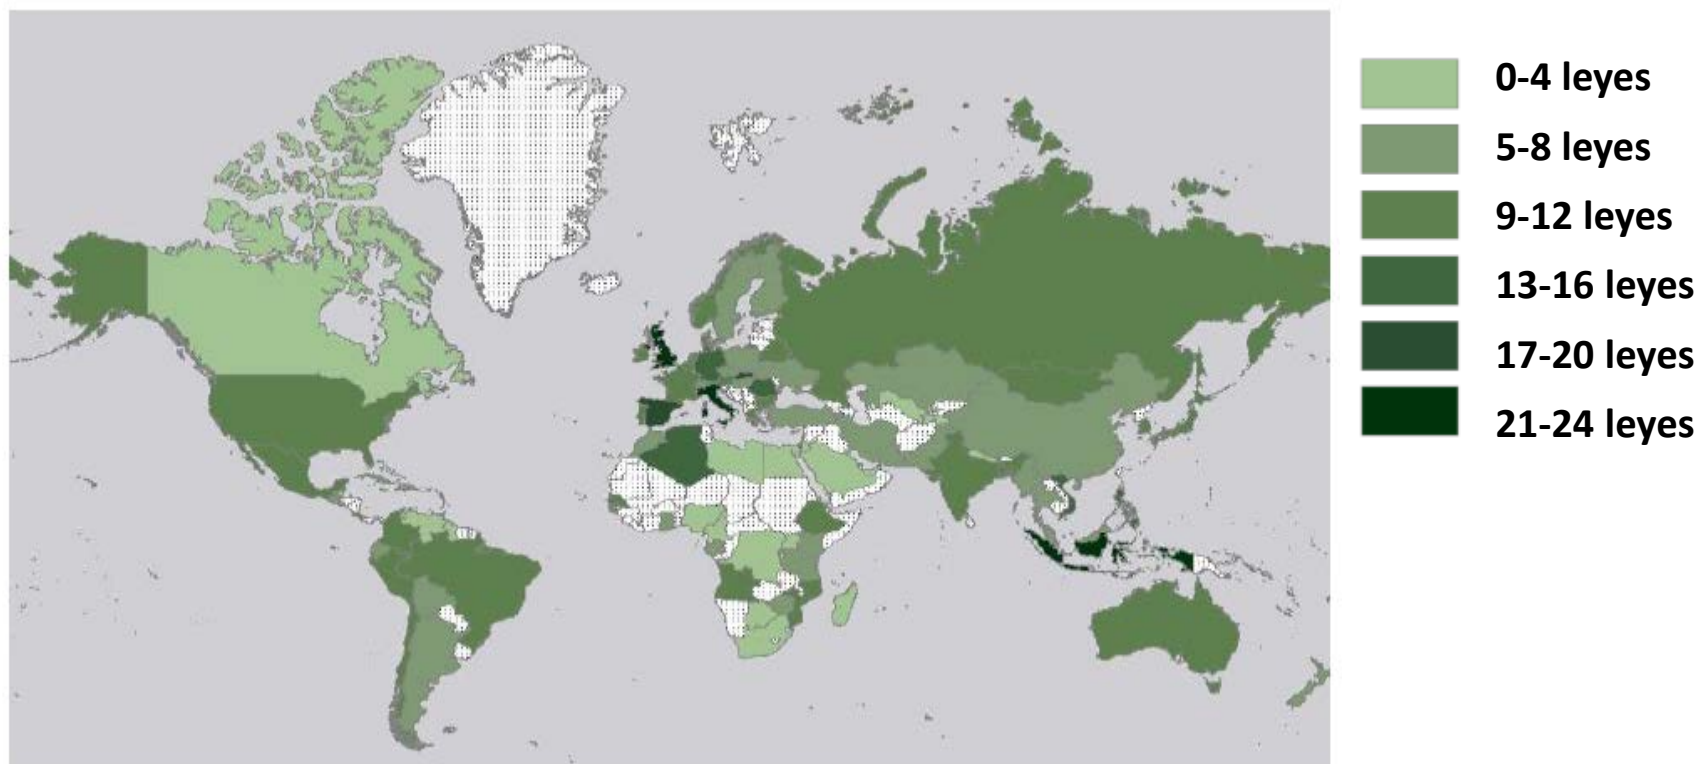 0-4 leyes
5-8 leyes
9-12 leyes
13-16 leyes
17-20 leyes
21-24 leyes